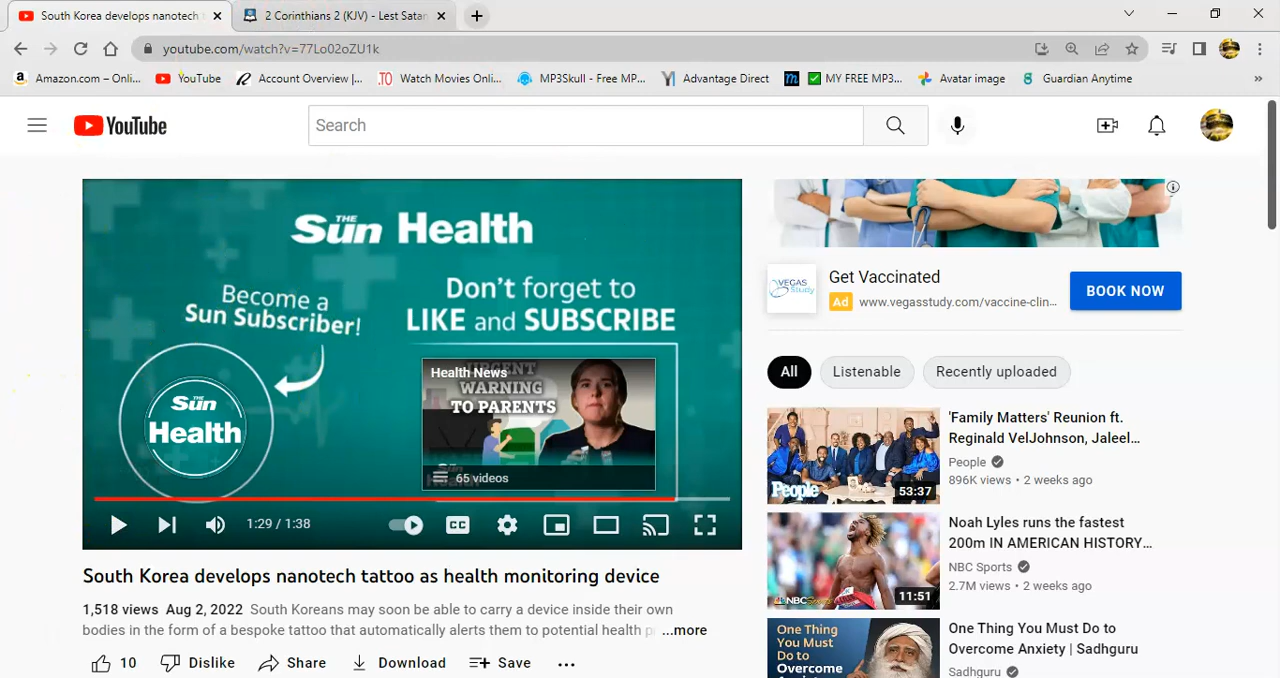 South Korea develops nanotech t
2 Corinthians 2 (KJV) - Lest Satan
youtube.com/watch?v=77Lo02oZU1k
Amazon.com – Onli...
YouTube
Account Overview |...
.TO
Watch Movies Onli...
MP3Skull - Free MP...
Advantage Direct
m
MY FREE MP3...
Avatar image
Guardian Anytime
»
YouTube
Search
THE Sun Health
Become a
Sun Subscriber!
Don't forget to
LIKE and SUBSCRIBE
THE Sun
Health
Health News
URGENT
WARNING
TO PARENTS
65 videos
1:29 / 1:38
CC
South Korea develops nanotech tattoo as health monitoring device
1,518 views Aug 2, 2022 South Koreans may soon be able to carry a device inside their own
bodies in the form of a bespoke tattoo that automatically alerts them to potential health p ...more
10 Dislike Share Download Save ...
VEGAS
Study
Get Vaccinated
Ad www.vegasstudy.com/vaccine-clin...
BOOK NOW
All Listenable Recently uploaded
People
53:37
'Family Matters' Reunion ft.
Reginald VelJohnson, Jaleel...
People
896K views • 2 weeks ago
NBC Sports
11:51
Noah Lyles runs the fastest
200m IN AMERICAN HISTORY...
NBC Sports
2.7M views • 2 weeks ago
One Thing
You Must
Do to
Overcome
One Thing You Must Do to
Overcome Anxiety | Sadhguru
Sadhguru